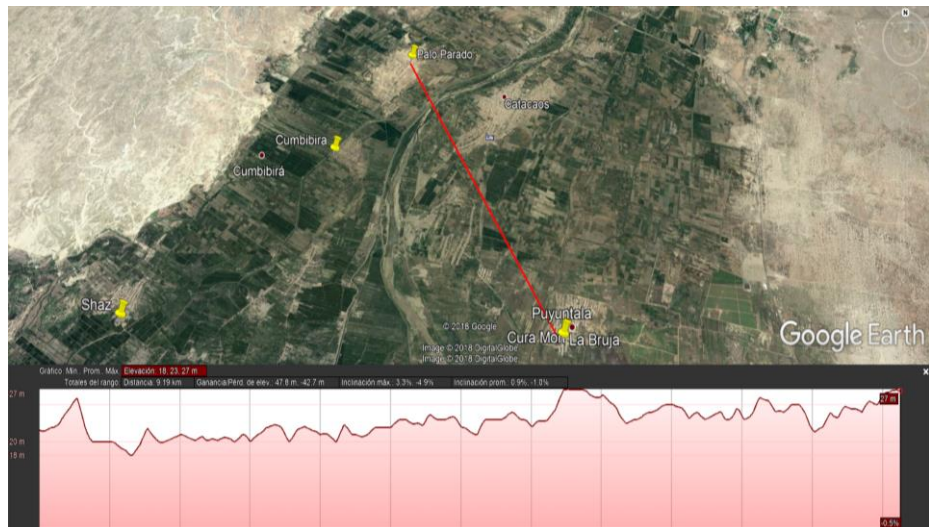 N
Palo Parado
Catacaos
Cumbibira
Cumbibirá
Shaz
Puyuntala
Cura Mori
La Bruja
© 2018 Google
Image © 2018 DigitalGlobe
Image © 2018 DigitalGlobe
Google Earth
Gráfico Mín. Prom. Máx. Elevación: 18, 23, 27 m
Totales del rango: Distancia: 9.19 km Ganancia/Pérd. de elev.: 47.8 m, -42.7 m Inclinación máx.: 3.3%, -4.9% Inclinación prom.: 0.9%, -1.0%
27 m
27 m
20 m
18 m
-0.5%